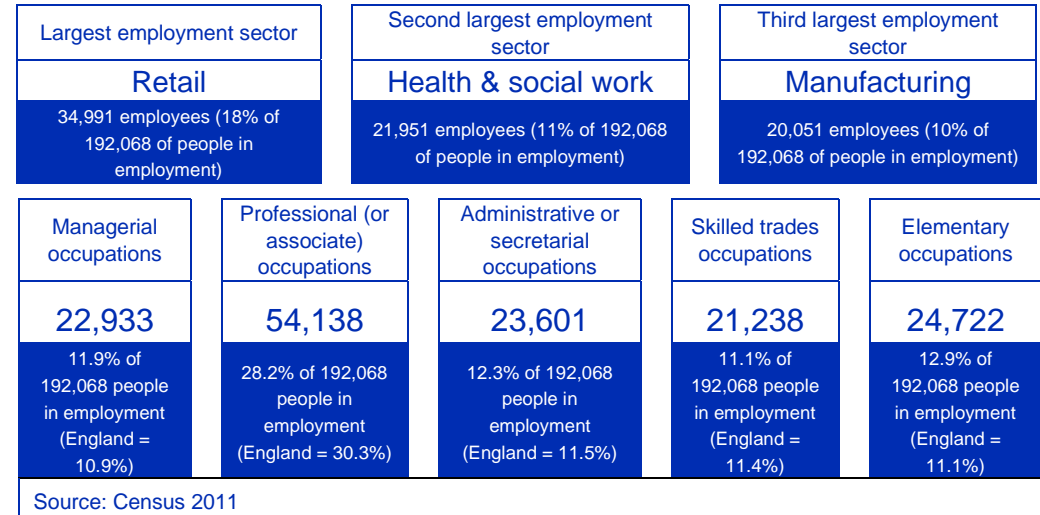 Largest employment sector
Retail
34,991 employees (18% of
192,068 of people in
employment)
Second largest employment
sector
Health & social work
21,951 employees (11% of 192,068
of people in employment)
Third largest employment
sector
Manufacturing
20,051 employees (10% of
192,068 of people in employment)
Managerial
occupations
22,933
11.9% of
192,068 people
in employment
(England =
10.9%)
Professional (or
associate)
occupations
54,138
28.2% of 192,068
people in
employment
(England = 30.3%)
Administrative or
secretarial
occupations
23,601
12.3% of 192,068
people in
employment
(England = 11.5%)
Skilled trades
occupations
21,238
11.1% of
192,068 people
in employment
(England =
11.4%)
Elementary
occupations
24,722
12.9% of
192,068 people
in employment
(England =
11.1%)
Source: Census 2011